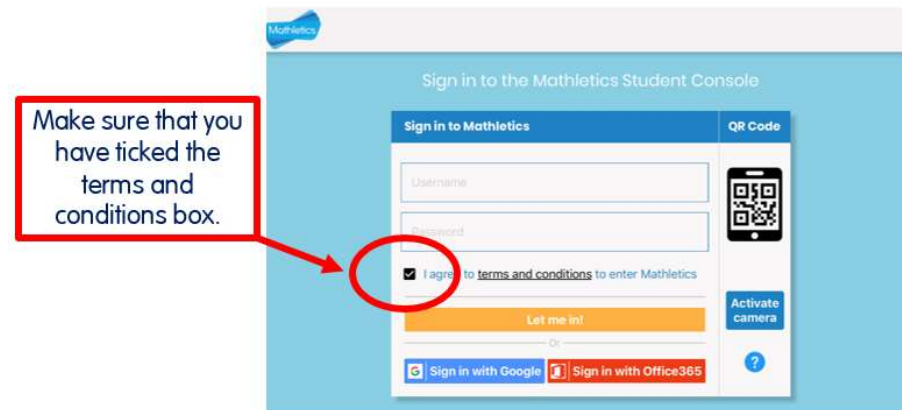 Mathletics
Sign in to the Mathletics Student Console
Make sure that you
have ticked the
terms and
conditions box.
Sign in to Mathletics
QR Code
Username
Password
I agree to terms and conditions to enter Mathletics
Let me in!
Or
Sign in with Google
Sign in with Office365
Activate
camera
?